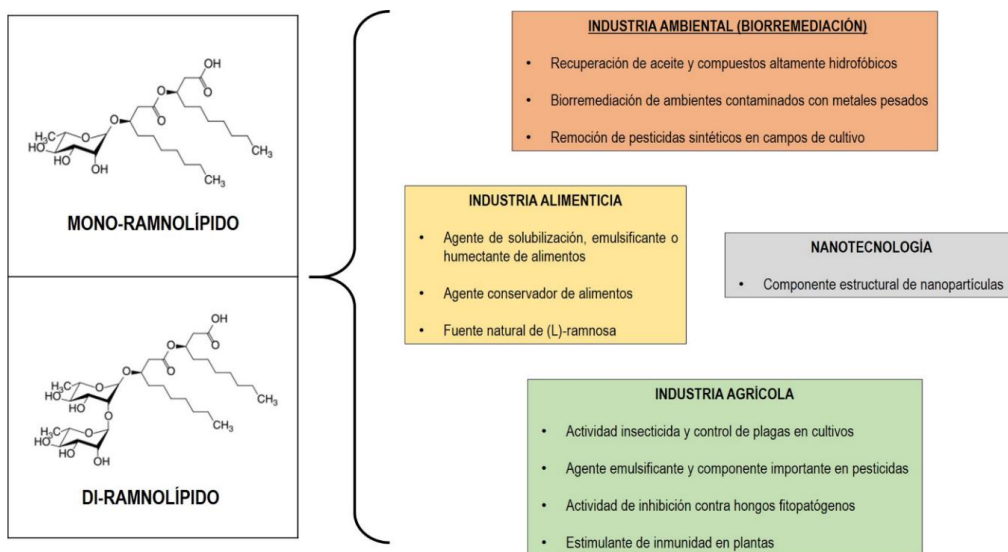 OH
O
O
O
O
H₃C
O
O
HO
HO
OH
CH₃
CH₃
MONO-RAMNOLÍPIDO
OH
O
O
O
O
H₃C
O
O
HO
HO
O
CH₃
CH₃
H₃C
O
HO
HO
OH
DI-RAMNOLÍPIDO
INDUSTRIA AMBIENTAL (BIORREMEDIACIÓN)
• Recuperación de aceite y compuestos altamente hidrofóbicos
• Biorremediación de ambientes contaminados con metales pesados
• Remoción de pesticidas sintéticos en campos de cultivo
INDUSTRIA ALIMENTICIA
• Agente de solubilización, emulsificante o
humectante de alimentos
• Agente conservador de alimentos
• Fuente natural de (L)-ramnosa
NANOTECNOLOGÍA
• Componente estructural de nanopartículas
INDUSTRIA AGRÍCOLA
• Actividad insecticida y control de plagas en cultivos
• Agente emulsificante y componente importante en pesticidas
• Actividad de inhibición contra hongos fitopatógenos
• Estimulante de inmunidad en plantas